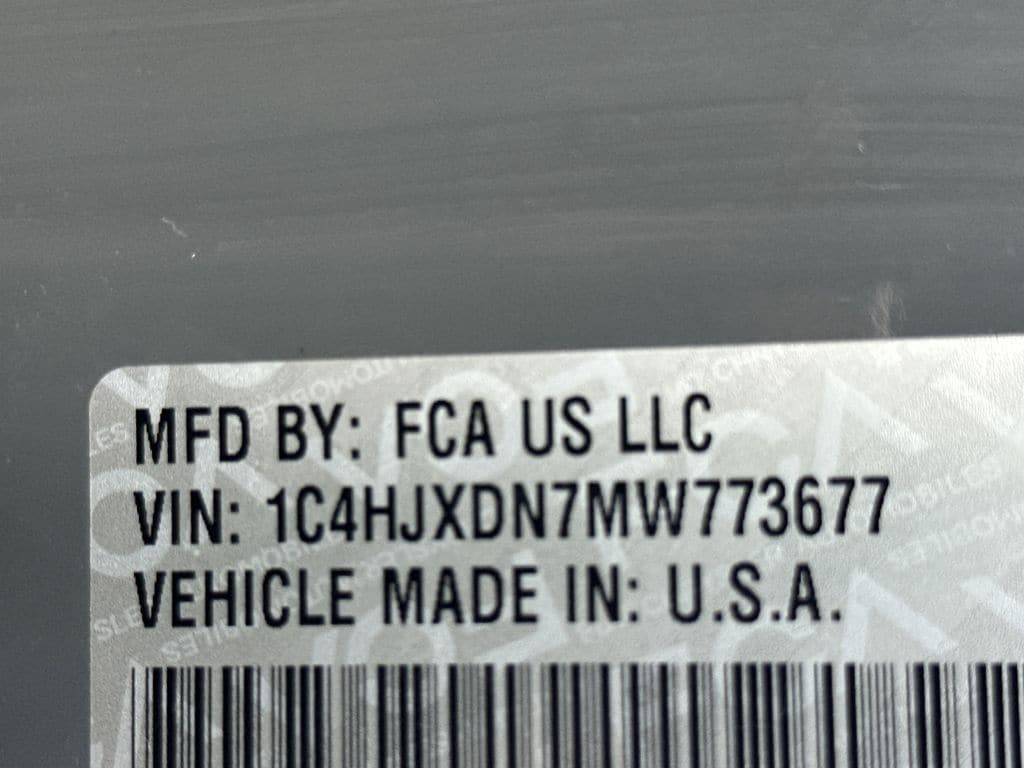 MFD BY: FCA US LLC
VIN: 1C4HJXDN7MW773677
VEHICLE MADE IN: U.S.A.